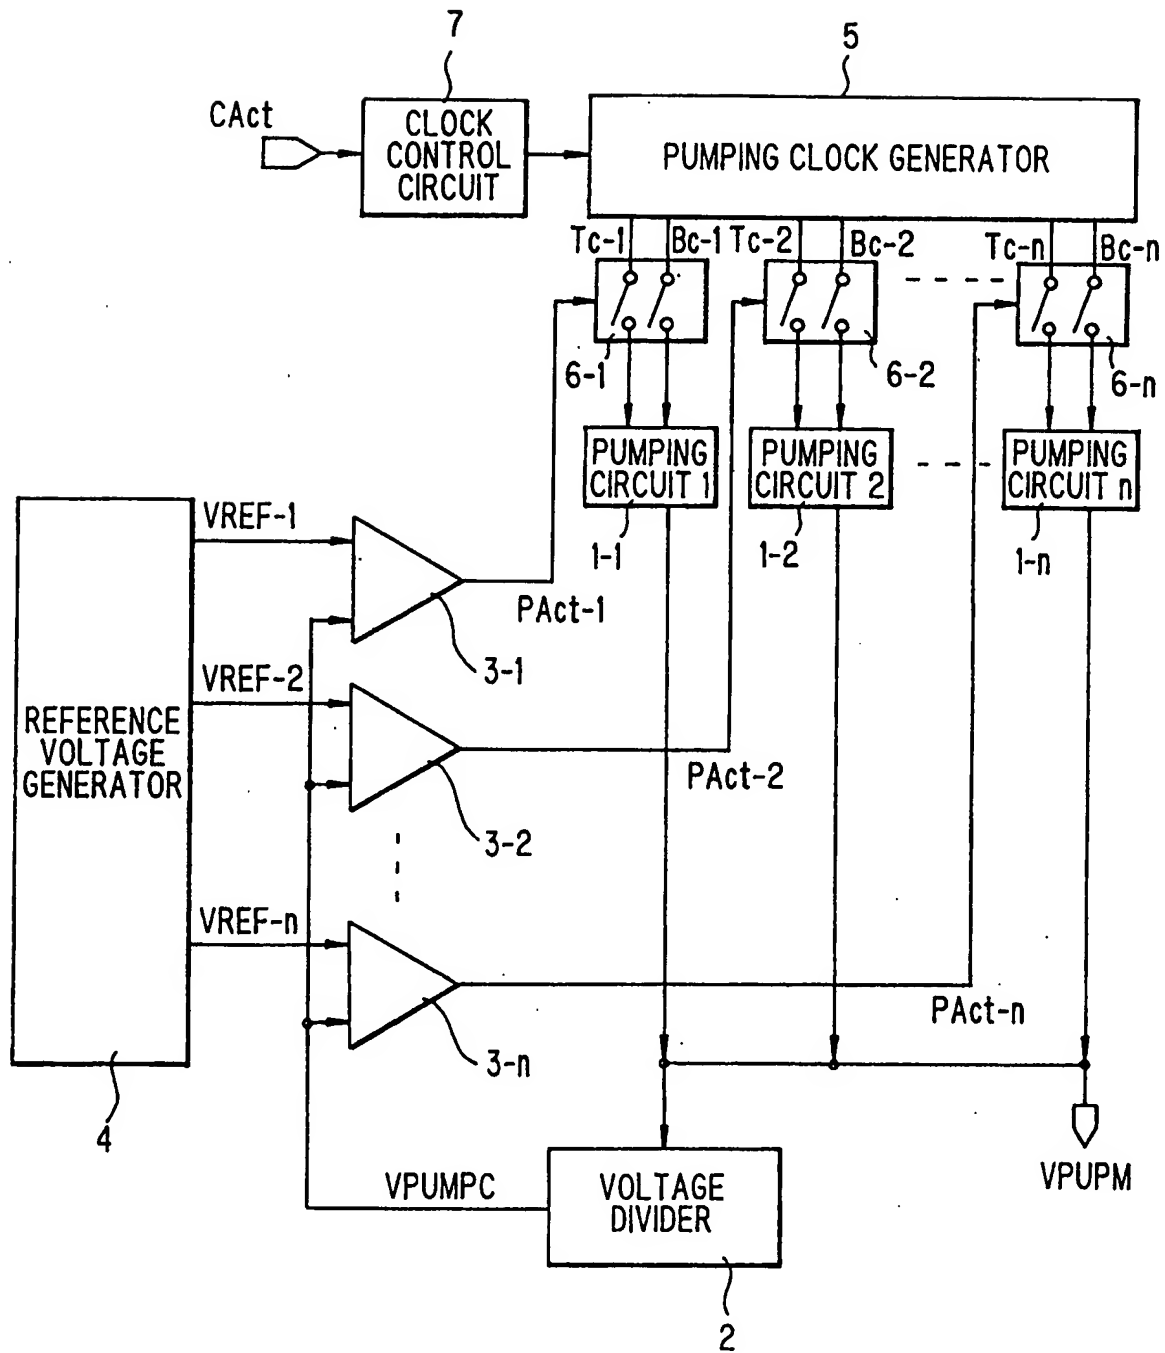 7
5
CAct
CLOCK
CONTROL
CIRCUIT
PUMPING CLOCK GENERATOR
Tc-1
Bc-1
Tc-2
Bc-2
Tc-n
Bc-n
6-1
6-2
6-n
PUMPING
CIRCUIT 1
PUMPING
CIRCUIT 2
PUMPING
CIRCUIT n
1-1
1-2
1-n
VREF-1
PAct-1
3-1
VREF-2
REFERENCE
VOLTAGE
GENERATOR
PAct-2
3-2
VREF-n
PAct-n
3-n
4
VPUMPC
VOLTAGE
DIVIDER
VPUPM
2